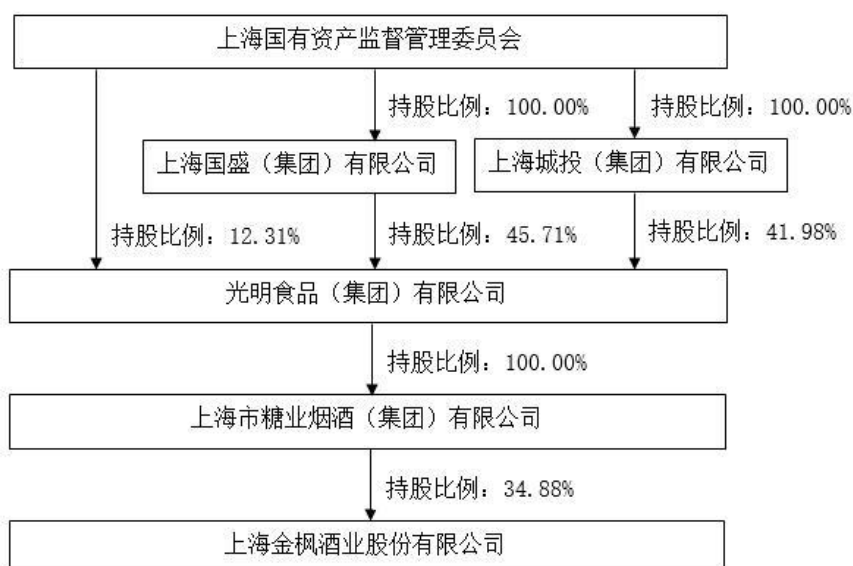 上海国有资产监督管理委员会
持股比例：100.00%
持股比例：100.00%
上海国盛（集团）有限公司
上海城投（集团）有限公司
持股比例：12.31%
持股比例：45.71%
持股比例：41.98%
光明食品（集团）有限公司
持股比例：100.00%
上海市糖业烟酒（集团）有限公司
持股比例：34.88%
上海金枫酒业股份有限公司